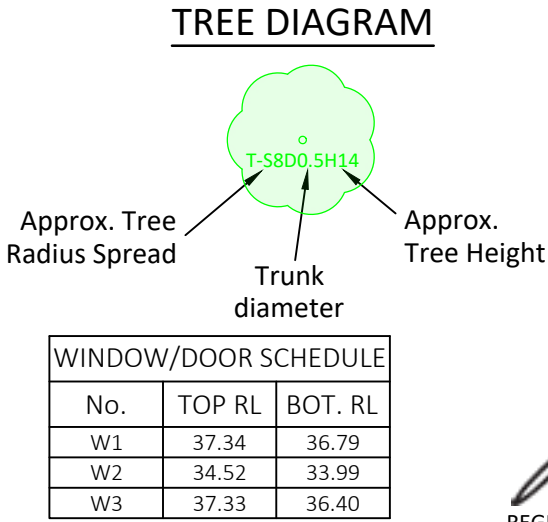 TREE DIAGRAM
T-S8D0.5H14
Approx. Tree
Radius Spread
Trunk
diameter
Approx.
Tree Height
WINDOW/DOOR SCHEDULE
No. TOP RL BOT. RL
W1 37.34 36.79
W2 34.52 33.99
W3 37.33 36.40